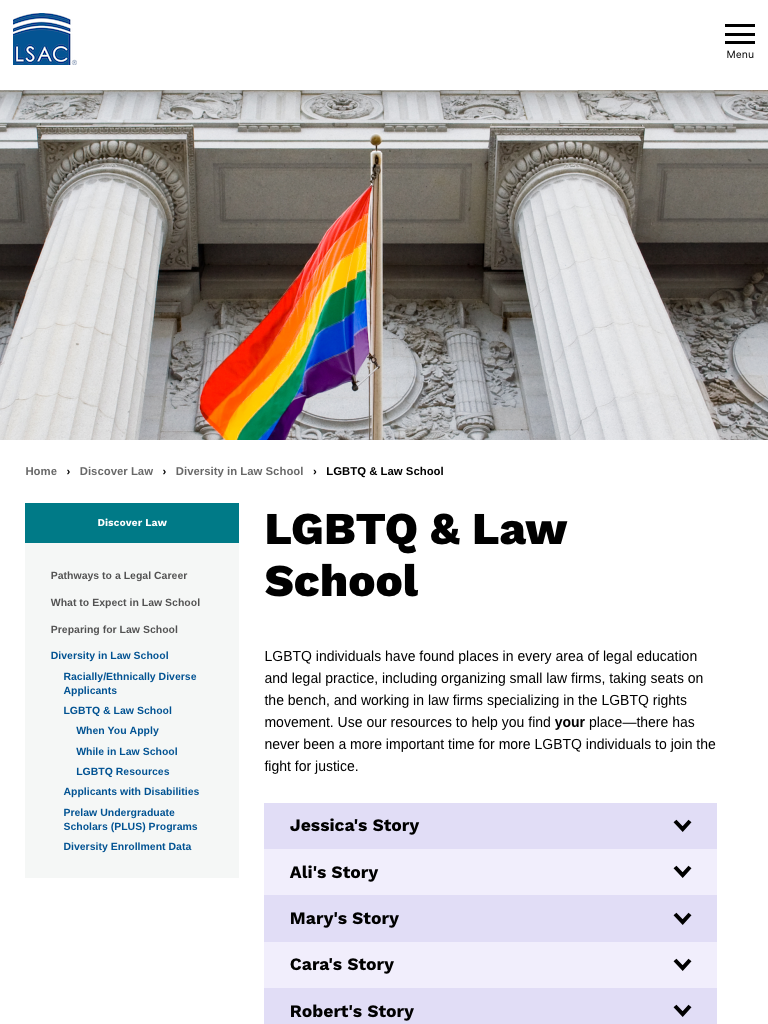 LSAC
Menu
Home › Discover Law › Diversity in Law School › LGBTQ & Law School
Discover Law
Pathways to a Legal Career
What to Expect in Law School
Preparing for Law School
Diversity in Law School
Racially/Ethnically Diverse
Applicants
LGBTQ & Law School
When You Apply
While in Law School
LGBTQ Resources
Applicants with Disabilities
Prelaw Undergraduate
Scholars (PLUS) Programs
Diversity Enrollment Data
LGBTQ & Law
School
LGBTQ individuals have found places in every area of legal education
and legal practice, including organizing small law firms, taking seats on
the bench, and working in law firms specializing in the LGBTQ rights
movement. Use our resources to help you find your place—there has
never been a more important time for more LGBTQ individuals to join the
fight for justice.
Jessica's Story
Ali's Story
Mary's Story
Cara's Story
Robert's Story